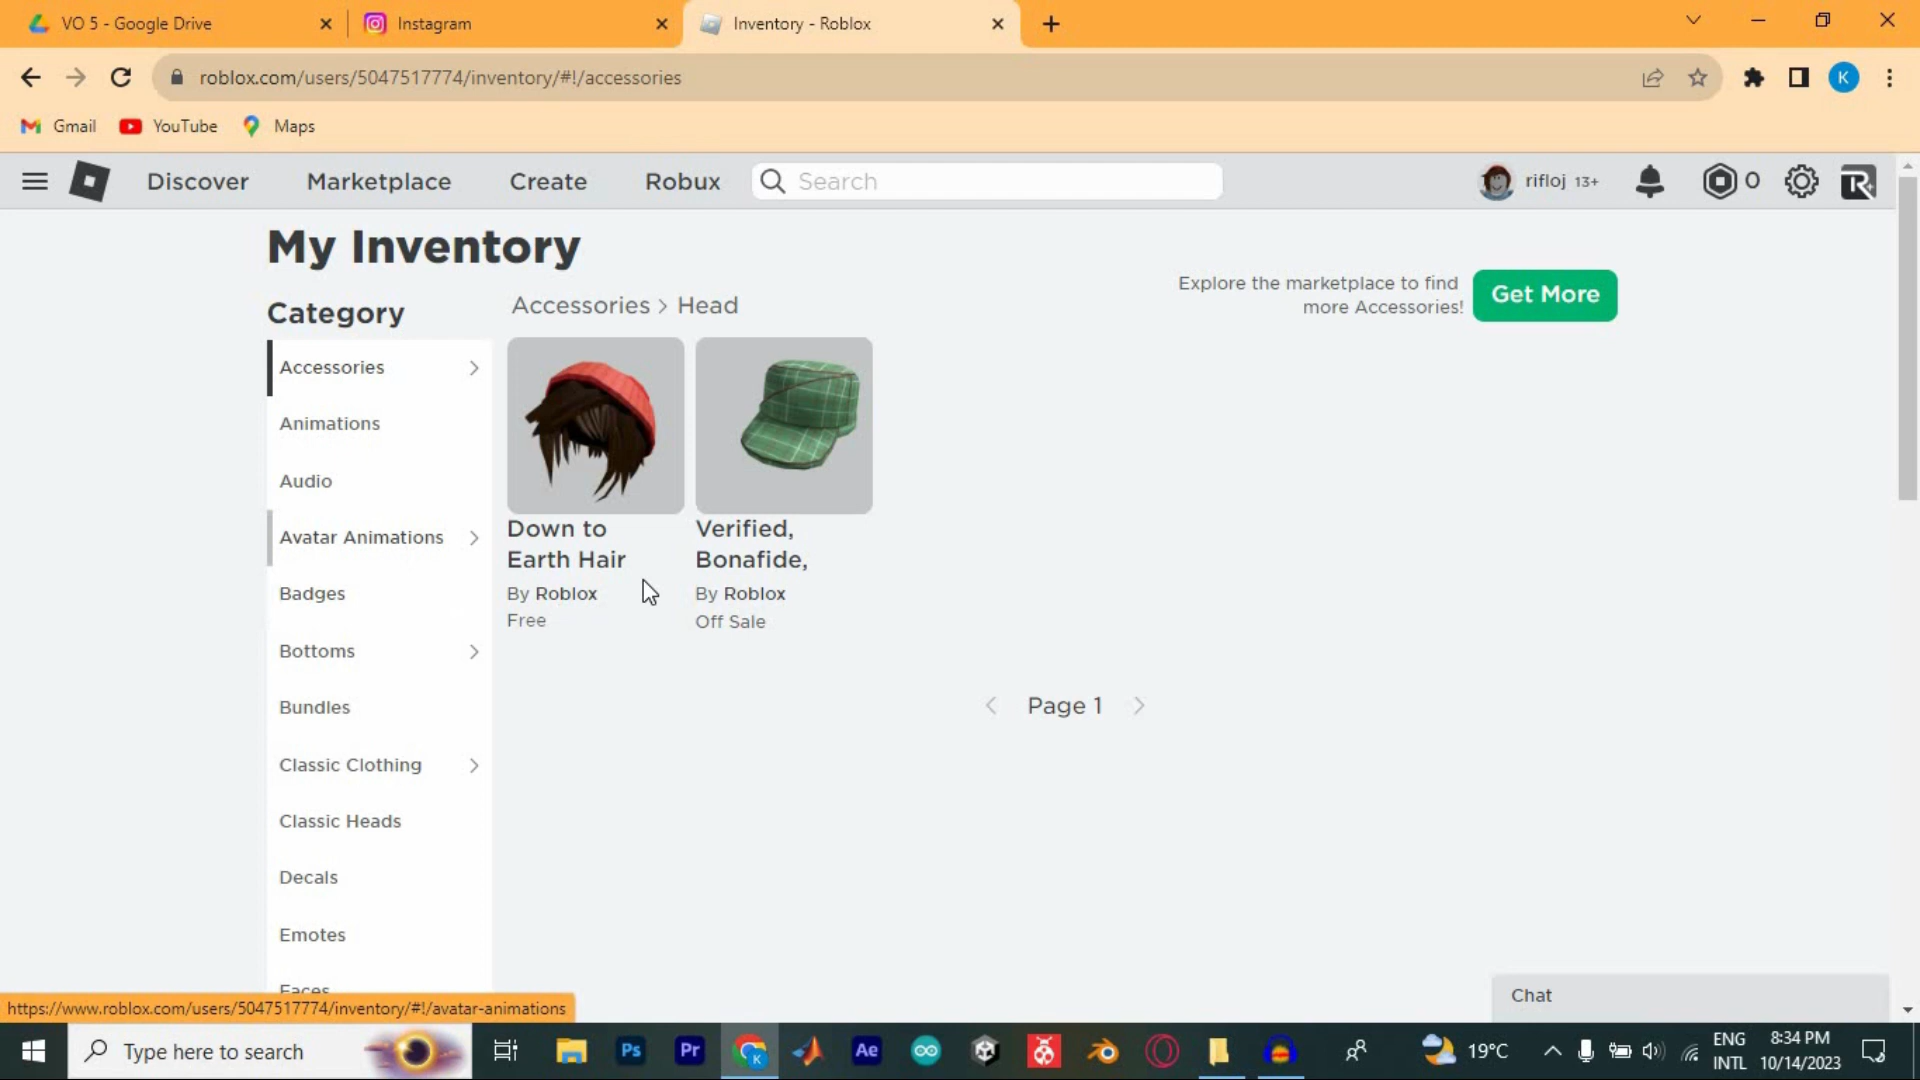 VO 5 - Google Drive
Instagram
Inventory - Roblox
roblox.com/users/5047517774/inventory/#!/accessories
K
Gmail
YouTube
Maps
Discover
Marketplace
Create
Robux
Search
rifloj 13+
0
My Inventory
Explore the marketplace to find
more Accessories!
Get More
Category
Accessories > Head
Accessories
Animations
Audio
Avatar Animations
Badges
Bottoms
Bundles
Classic Clothing
Classic Heads
Decals
Emotes
Faces
Down to
Earth Hair
By Roblox
Free
Verified,
Bonafide,
By Roblox
Off Sale
Page 1
Chat
https://www.roblox.com/users/5047517774/inventory/#!/avatar-animations
Type here to search
Ps
Pr
K
Ae
19°C
ENG
INTL
8:34 PM
10/14/2023